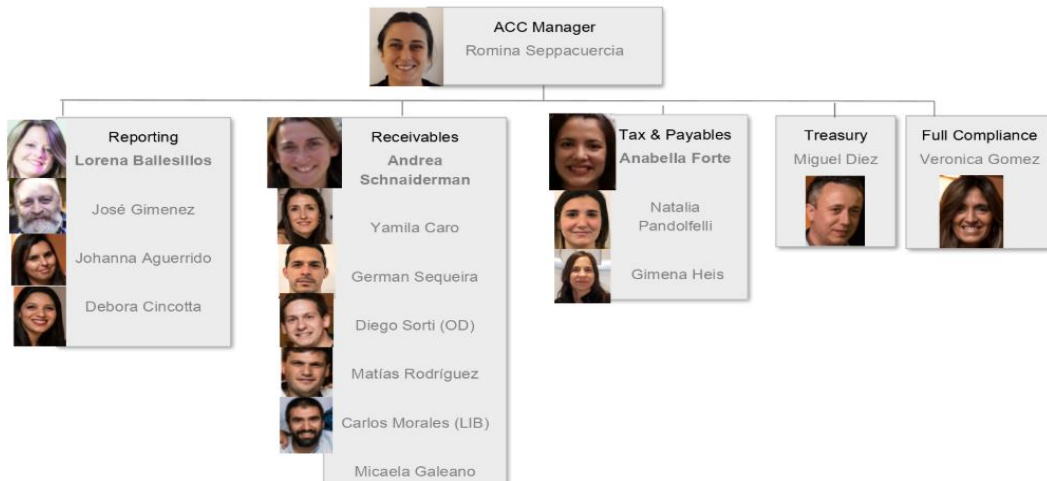 ACC Manager
Romina Seppacuercia
Reporting
Lorena Ballesillos
José Gimenez
Johanna Aguerrido
Debora Cincotta
Receivables
Andrea
Schnaiderman
Yamila Caro
German Sequeira
Diego Sorti (OD)
Matías Rodríguez
Carlos Morales (LIB)
Micaela Galeano
Tax & Payables
Anabella Forte
Natalia
Pandolfelli
Gimena Heis
Treasury
Miguel Diez
Full Compliance
Veronica Gomez